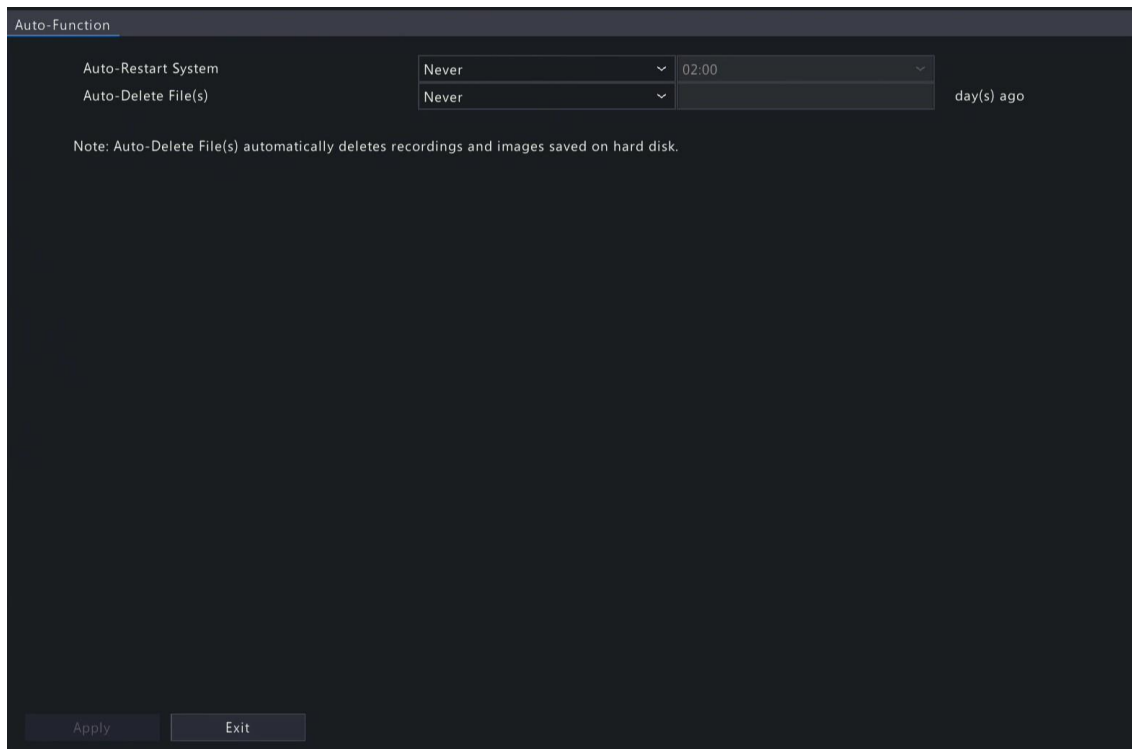 Auto-Function
Auto-Restart System Never 02:00
Auto-Delete File(s) Never day(s) ago
Note: Auto-Delete File(s) automatically deletes recordings and images saved on hard disk.
Apply Exit